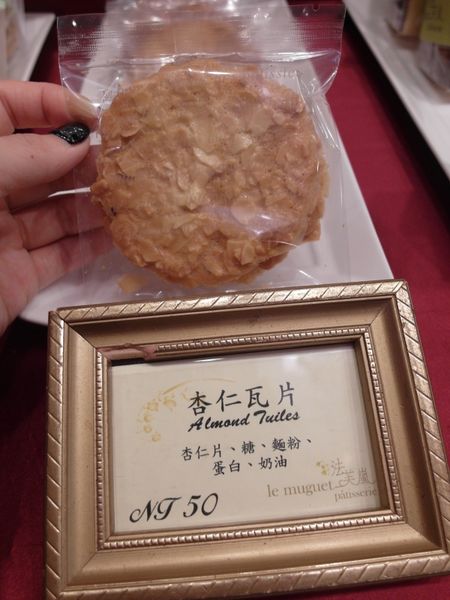 杏仁瓦片
Almond Tuiles
杏仁片、糖、麵粉、
蛋白、奶油
NT 50
le muguet 法芙嵐
pâtisserie